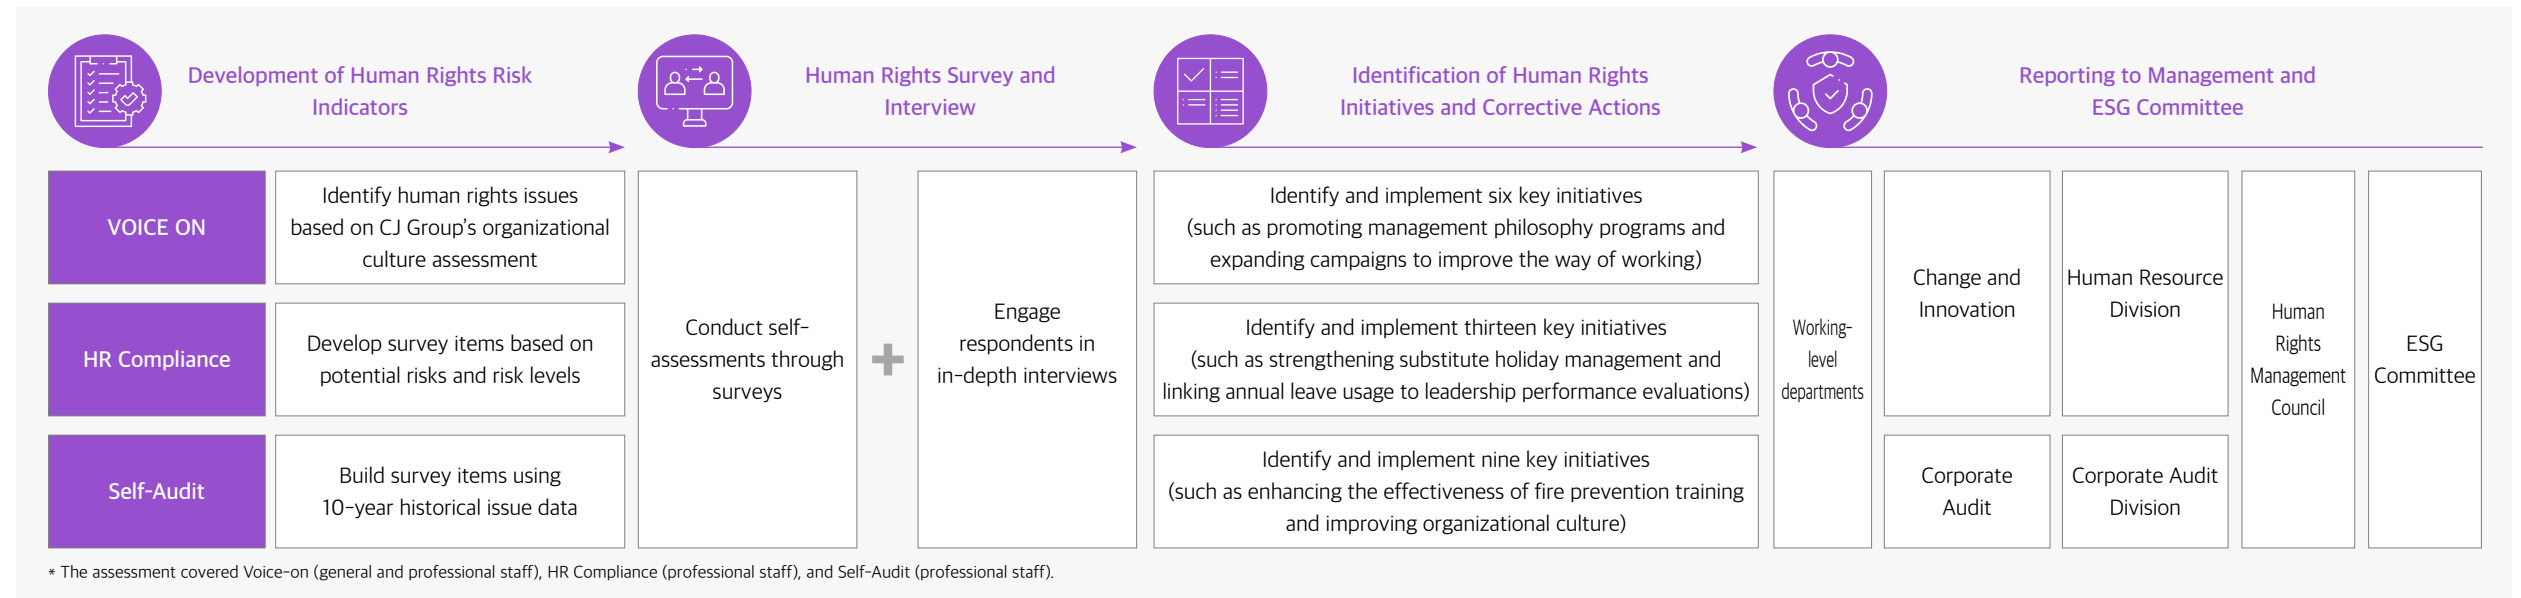 Development of Human Rights Risk
Indicators
Human Rights Survey and
Interview
Identification of Human Rights
Initiatives and Corrective Actions
Reporting to Management and
ESG Committee
VOICE ON
Identify human rights issues
based on CJ Group’s organizational
culture assessment
HR Compliance
Develop survey items based on
potential risks and risk levels
Self-Audit
Build survey items using
10-year historical issue data
Conduct self-
assessments through
surveys
+
Engage
respondents in
in-depth interviews
Identify and implement six key initiatives
(such as promoting management philosophy programs and
expanding campaigns to improve the way of working)
Identify and implement thirteen key initiatives
(such as strengthening substitute holiday management and
linking annual leave usage to leadership performance evaluations)
Identify and implement nine key initiatives
(such as enhancing the effectiveness of fire prevention training
and improving organizational culture)
Working-
level
departments
Change and
Innovation
Human Resource
Division
Corporate
Audit
Corporate Audit
Division
Human
Rights
Management
Council
ESG
Committee
* The assessment covered Voice-on (general and professional staff), HR Compliance (professional staff), and Self-Audit (professional staff).